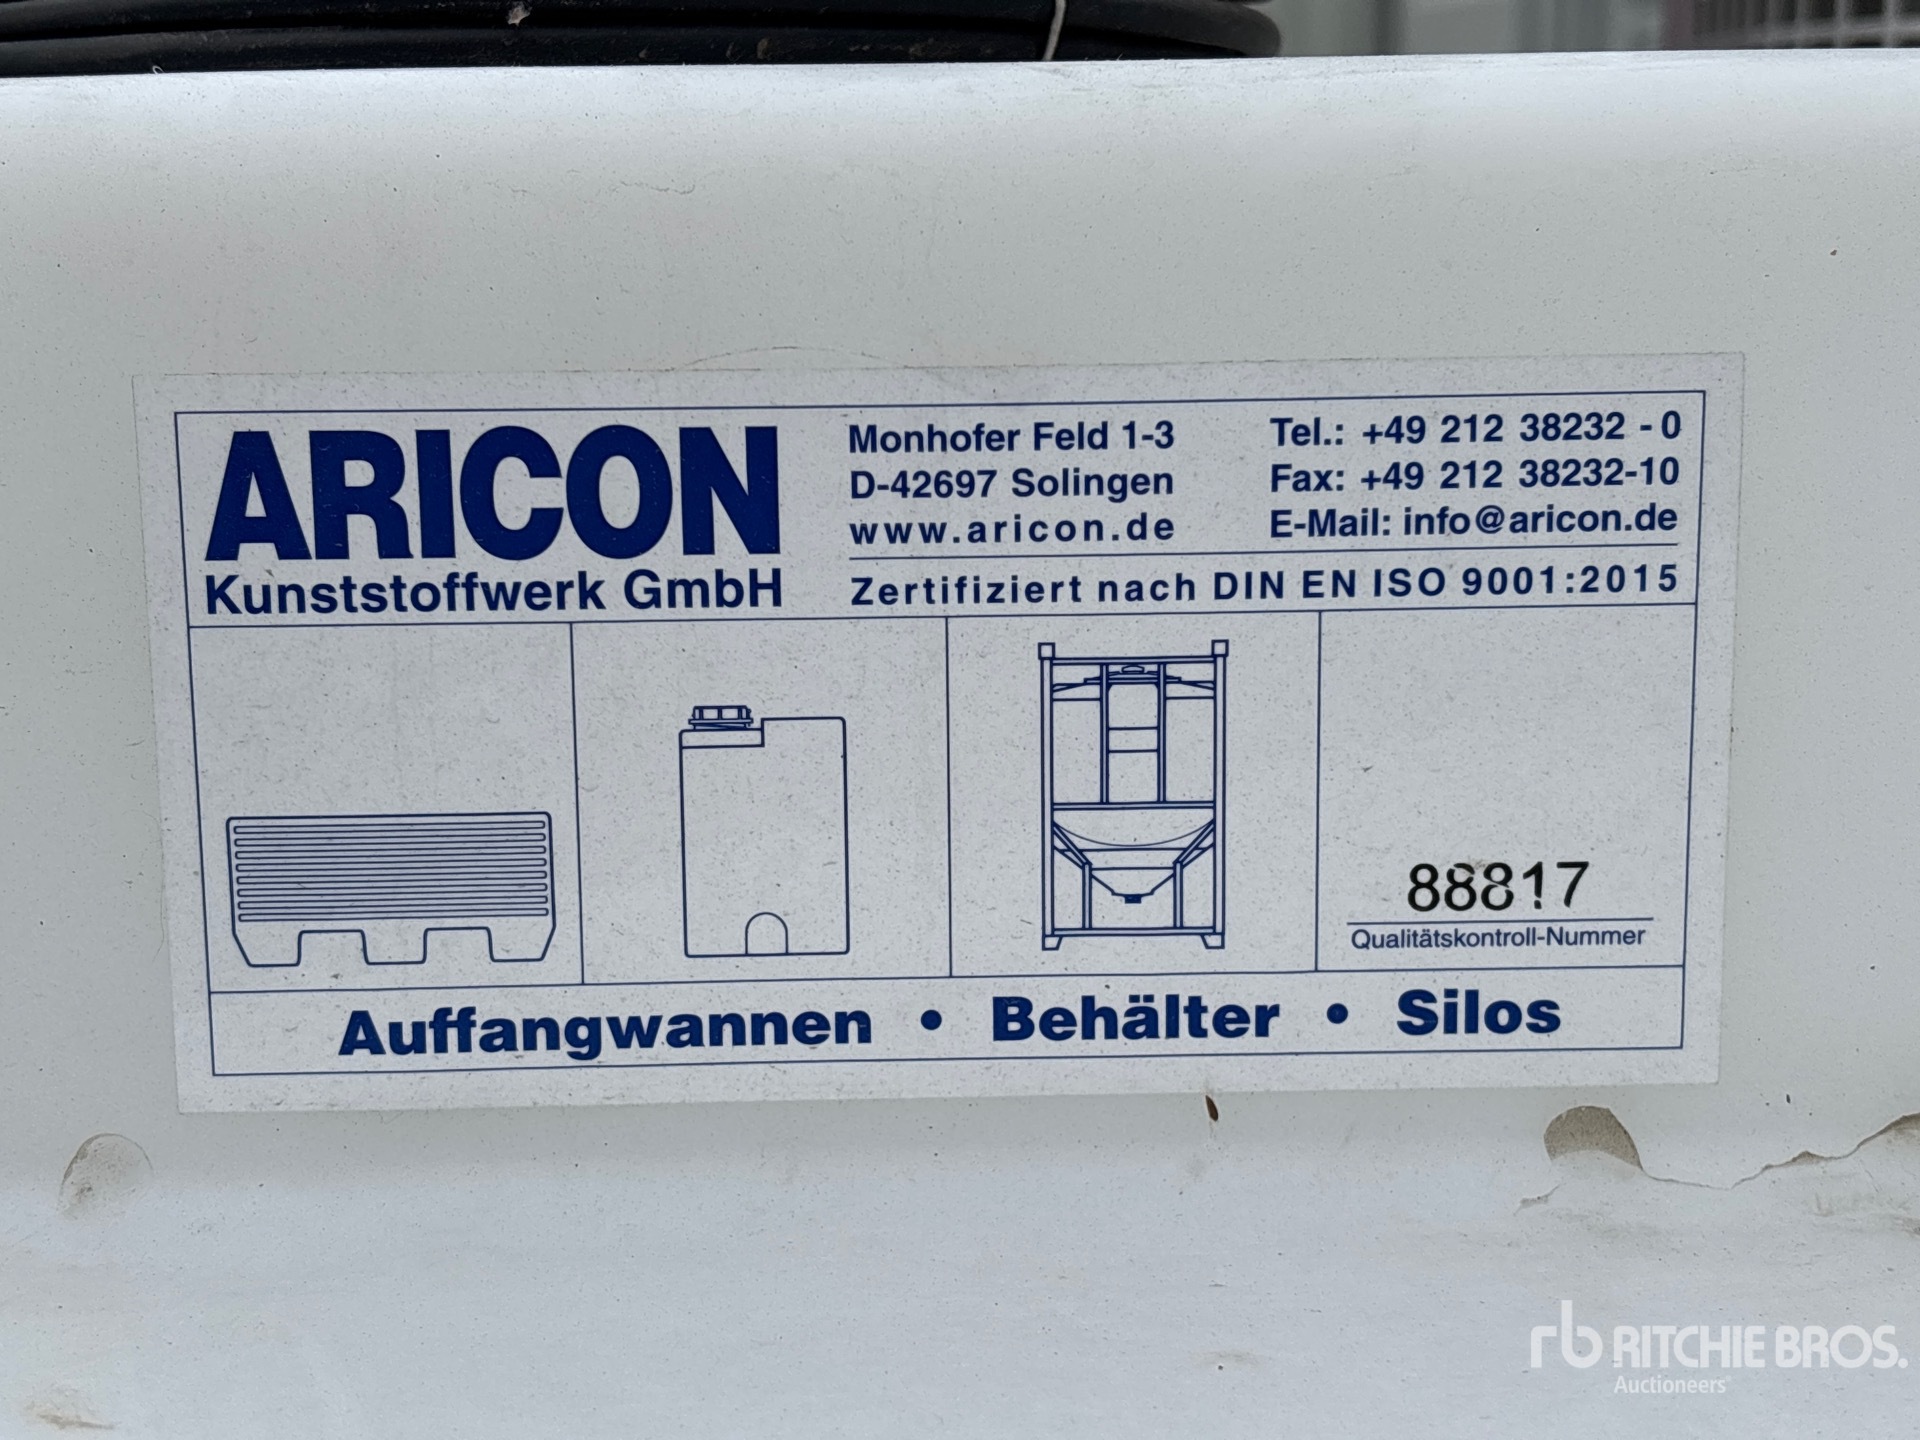 ARICON
Kunststoffwerk GmbH
Monhofer Feld 1-3
D-42697 Solingen
www.aricon.de
Tel.: +49 212 38232 - 0
Fax: +49 212 38232-10
E-Mail: info@aricon.de
Zertifiziert nach DIN EN ISO 9001:2015
88817
Qualitätskontroll-Nummer
Auffangwannen • Behälter • Silos
rb RITCHIE BROS.
Auctioneers